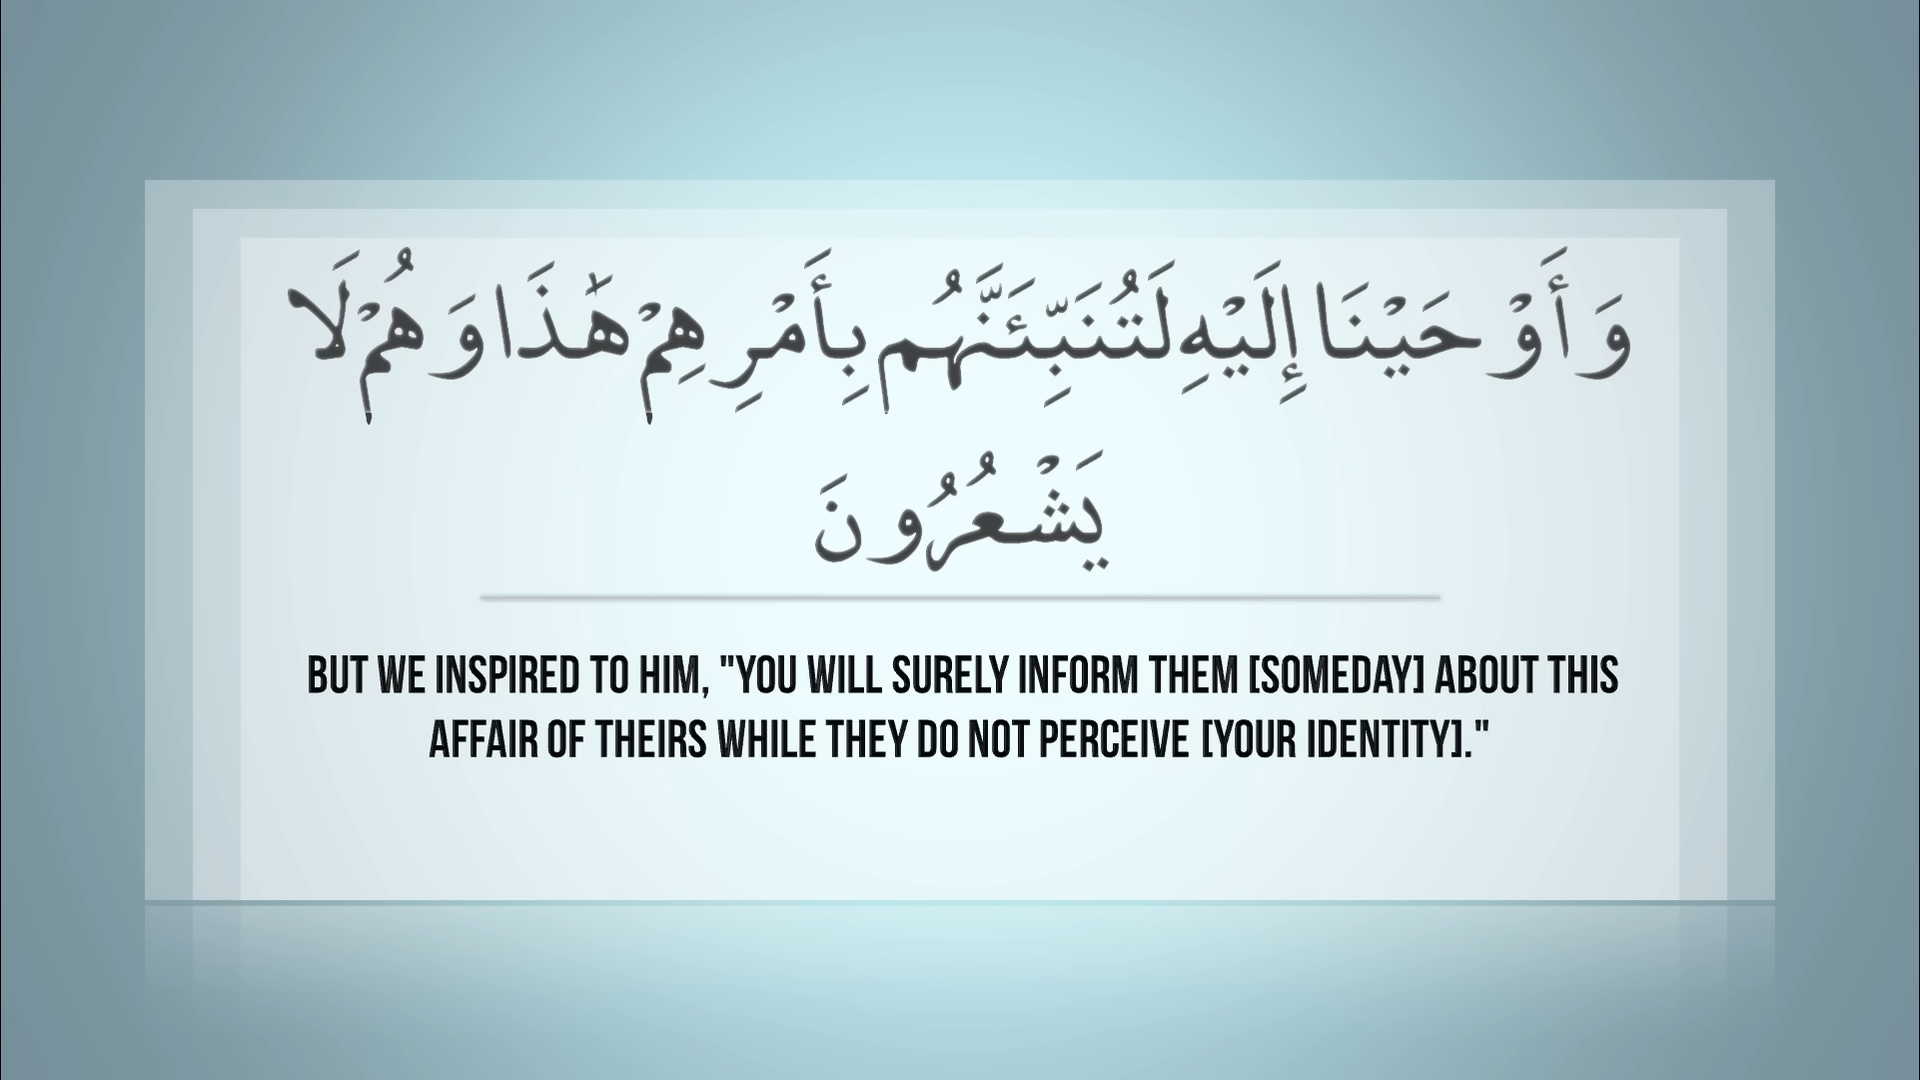 وَأَوْحَيْنَا إِلَيْهِ لَتُنَبِّئَنَّهُم بِأَمْرِهِمْ هَٰذَا وَهُمْ لَا
يَشْعُرُونَ
BUT WE INSPIRED TO HIM, "YOU WILL SURELY INFORM THEM [SOMEDAY] ABOUT THIS
AFFAIR OF THEIRS WHILE THEY DO NOT PERCEIVE [YOUR IDENTITY]."